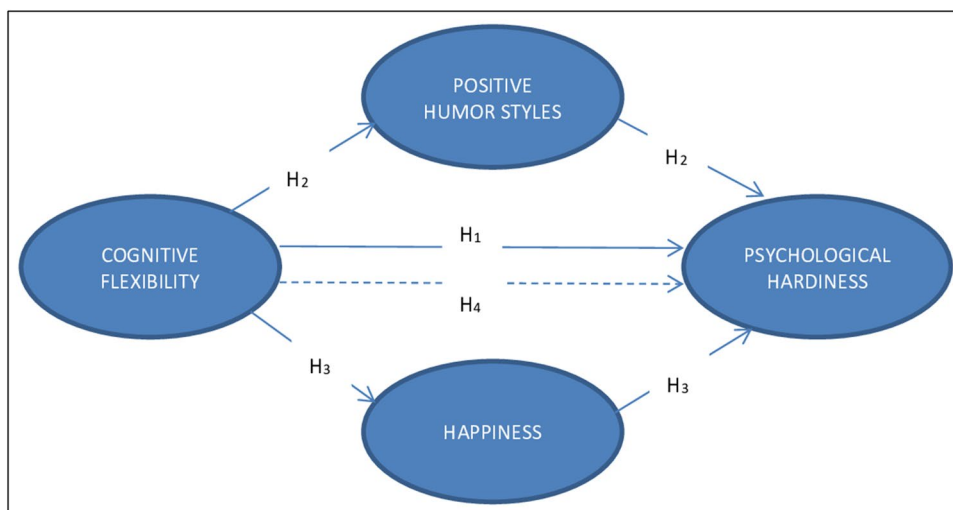 POSITIVE
HUMOR STYLES
H₂
H₂
H₁
COGNITIVE
FLEXIBILITY
PSYCHOLOGICAL
HARDINESS
H₄
H₃
H₃
HAPPINESS